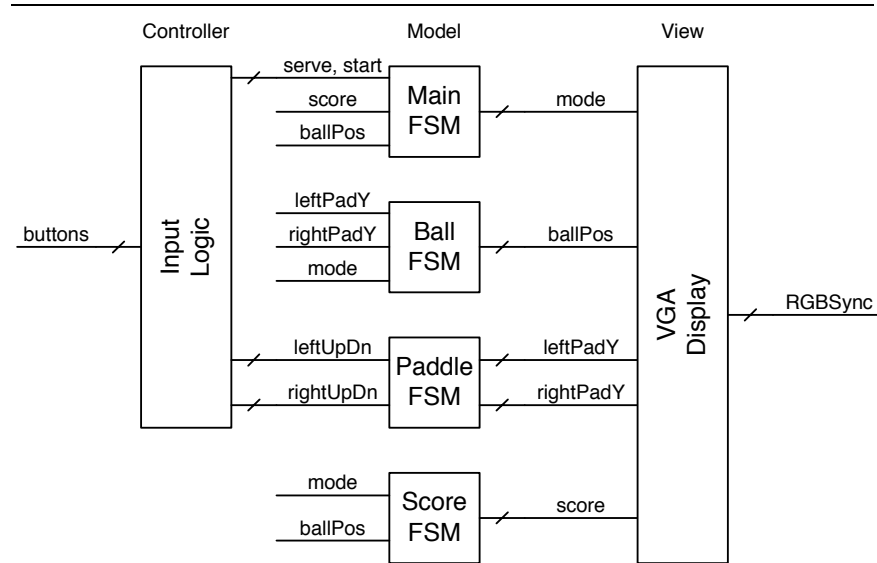 Controller
Model
View
serve, start
score
ballPos
Main
FSM
mode
leftPadY
rightPadY
mode
Ball
FSM
ballPos
buttons
Input
Logic
leftUpDn
rightUpDn
Paddle
FSM
leftPadY
rightPadY
mode
ballPos
Score
FSM
score
VGA
Display
RGBSync